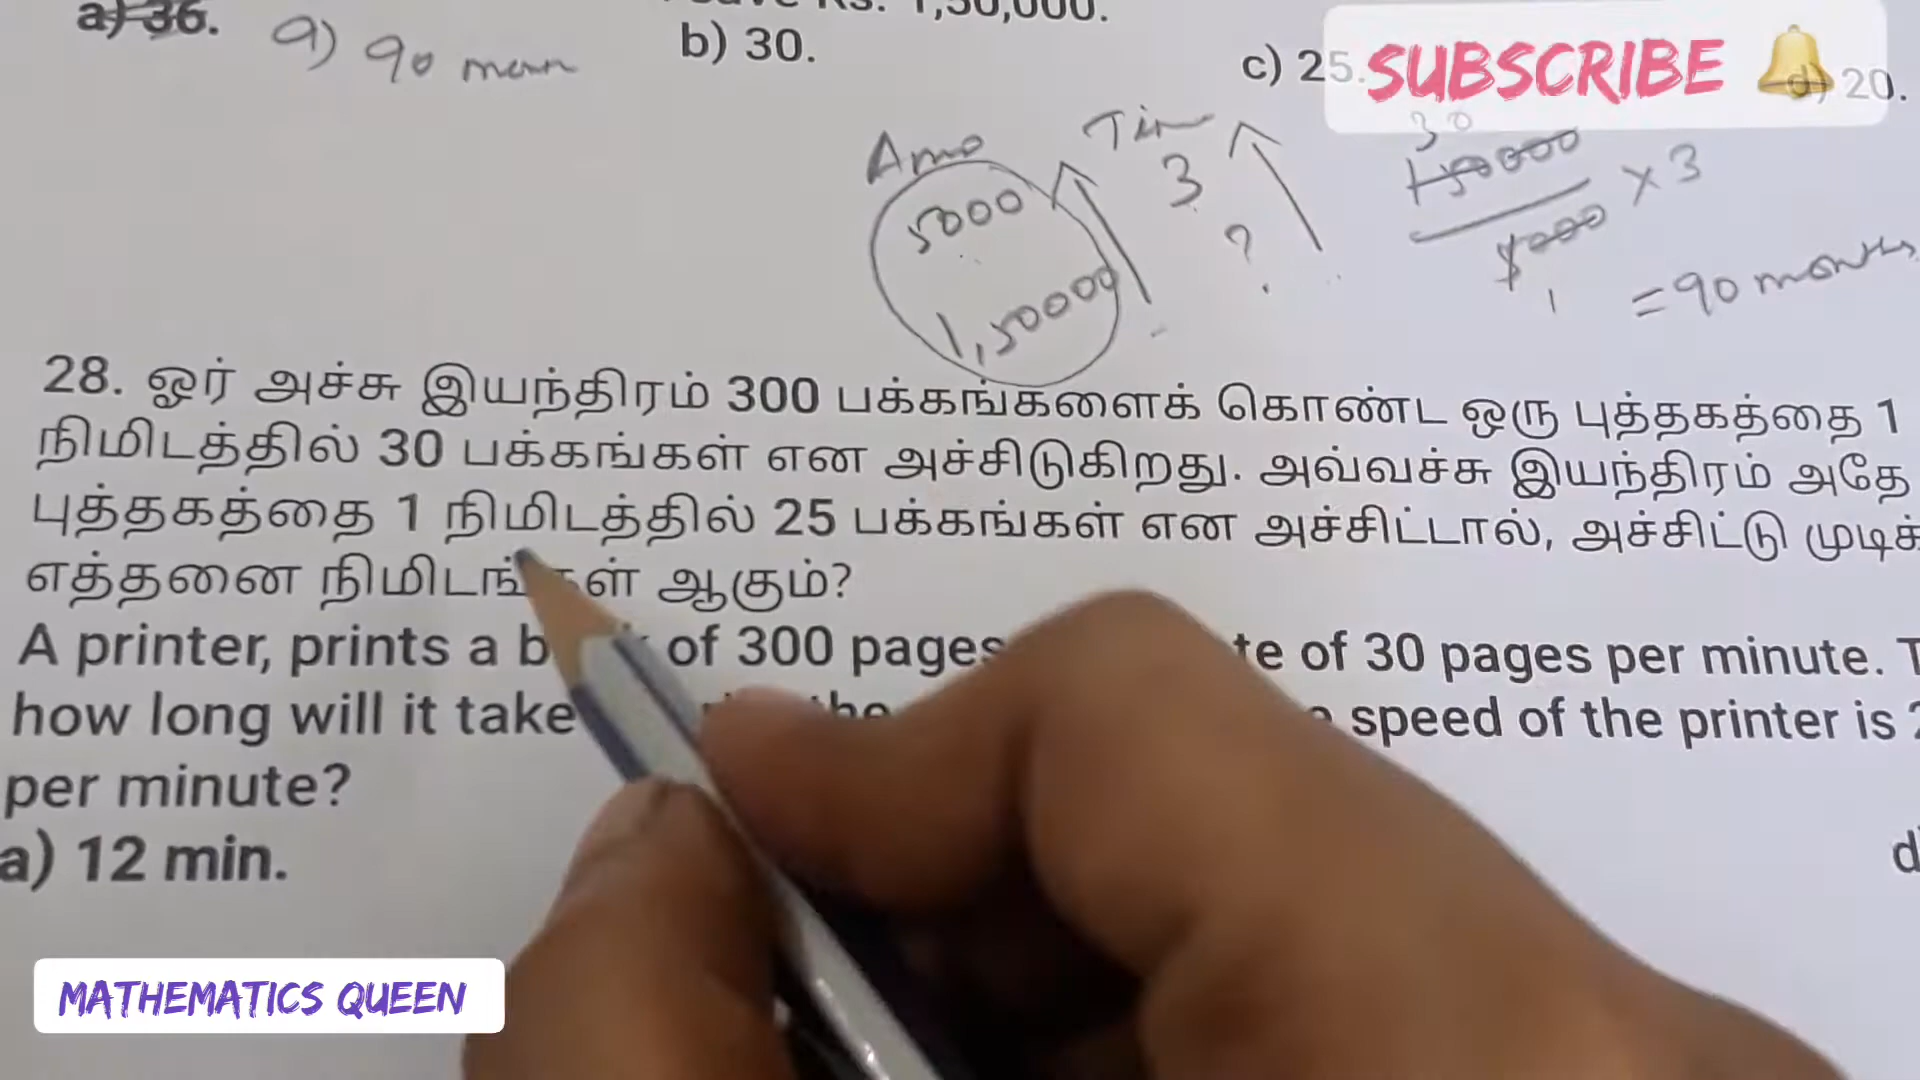 a) 36. a) 90 mon
b) 30.
c) 25.
d) 20.
SUBSCRIBE
Amo
5000
1,50000
Tim
3
?
30
150000
× 3
5000
1
= 90 months
28. ஓர் அச்சு இயந்திரம் 300 பக்கங்களைக் கொண்ட ஒரு புத்தகத்தை 1
நிமிடத்தில் 30 பக்கங்கள் என அச்சிடுகிறது. அவ்வச்சு இயந்திரம் அதே
புத்தகத்தை 1 நிமிடத்தில் 25 பக்கங்கள் என அச்சிட்டால், அச்சிட்டு முடிக்
எத்தனை நிமிடங்கள் ஆகும்?
A printer, prints a of 300 pages of 30 pages per minute.
how long will it take speed of the printer is
per minute?
a) 12 min.
MATHEMATICS QUEEN